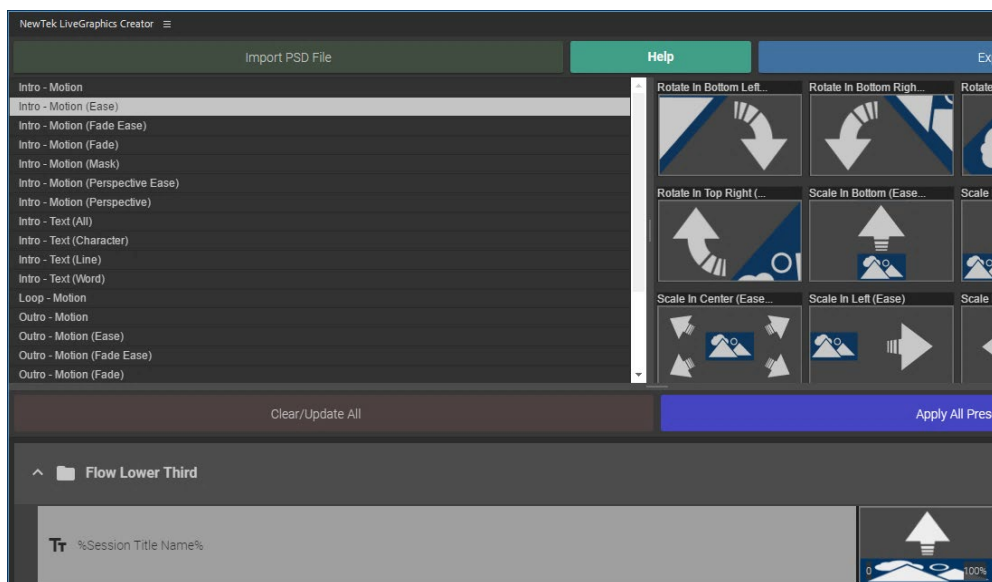 NewTek LiveGraphics Creator
Import PSD File
Help
Ex
Intro - Motion
Intro - Motion (Ease)
Intro - Motion (Fade Ease)
Intro - Motion (Fade)
Intro - Motion (Mask)
Intro - Motion (Perspective Ease)
Intro - Motion (Perspective)
Intro - Text (All)
Intro - Text (Character)
Intro - Text (Line)
Intro - Text (Word)
Loop - Motion
Outro - Motion
Outro - Motion (Ease)
Outro - Motion (Fade Ease)
Outro - Motion (Fade)
Rotate In Bottom Left... Rotate In Bottom Righ... Rotate
Rotate In Top Right (... Scale In Bottom (Ease... Scale
Scale In Center (Ease... Scale In Left (Ease) Scale
Clear/Update All
Apply All Pres
Flow Lower Third
TT %Session Title Name%
0 100%